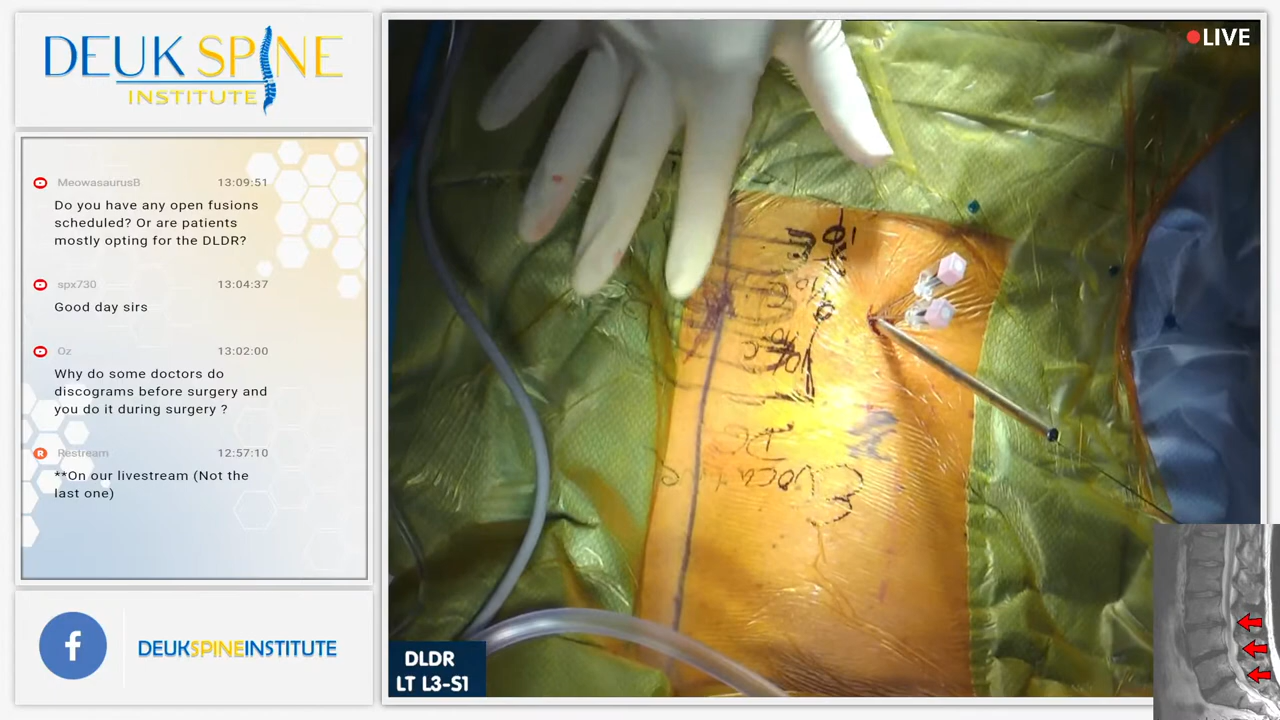 DEUK SPINE
INSTITUTE
MeowasaurusB 13:09:51
Do you have any open fusions
scheduled? Or are patients
mostly opting for the DLDR?
spx730 13:04:37
Good day sirs
Oz 13:02:00
Why do some doctors do
discograms before surgery and
you do it during surgery ?
Restream 12:57:10
**On our livestream (Not the
last one)
f
DEUKSPINEINSTITUTE
LIVE
DLDR
LT L3-S1